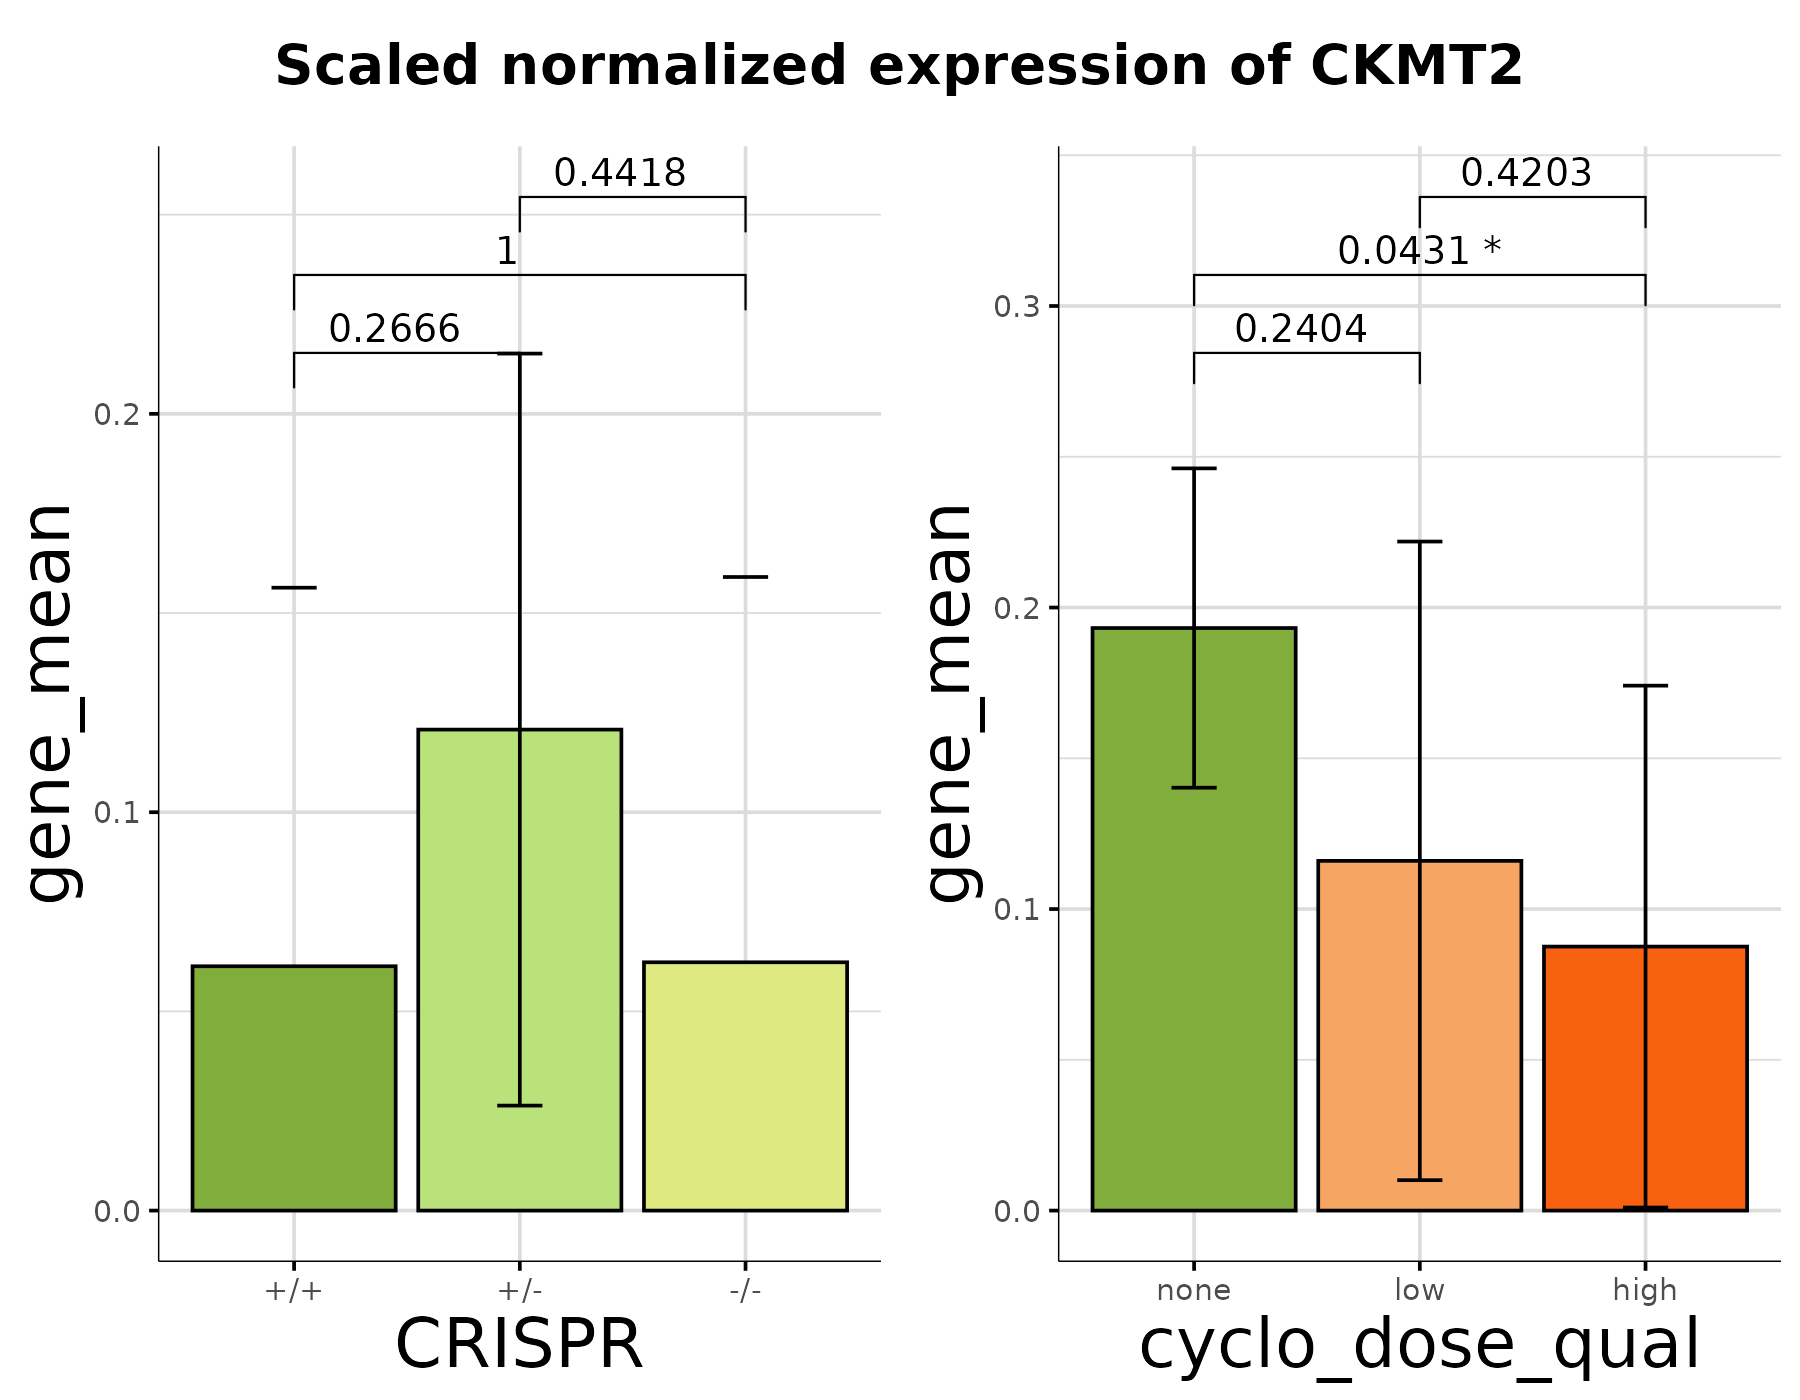 Scaled normalized expression of CKMT2
gene_mean
0.4418
1
0.2666
0.2
0.1
0.0
+/+ +/- -/-
CRISPR
gene_mean
0.4203
0.0431 *
0.2404
0.3
0.2
0.1
0.0
none low high
cyclo_dose_qual